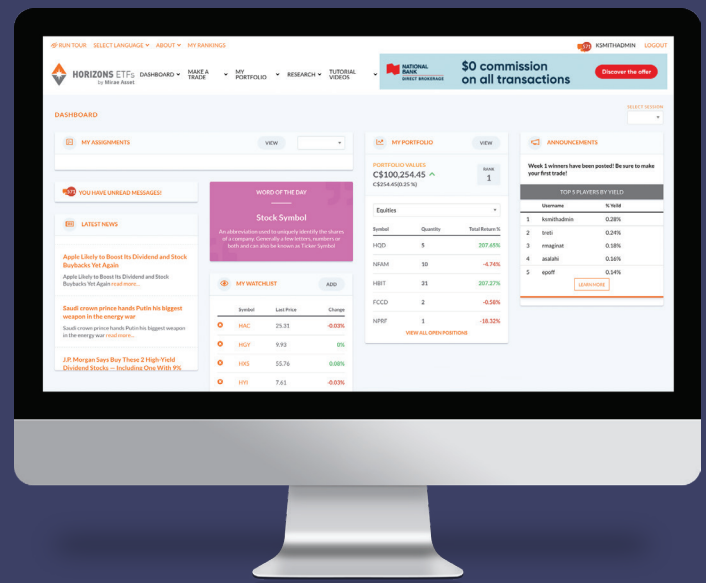 RUN TOUR SELECT LANGUAGE ABOUT MY RANKINGS
571 KSMITHADMIN LOGOUT
HORIZONS ETFs
by Mirae Asset
DASHBOARD MAKE A TRADE MY PORTFOLIO RESEARCH TUTORIAL VIDEOS
NATIONAL BANK
DIRECT BROKERAGE
$0 commission
on all transactions
Discover the offer
DASHBOARD
SELECT SESSION
MY ASSIGNMENTS VIEW
571 YOU HAVE UNREAD MESSAGES!
LATEST NEWS
Apple Likely to Boost Its Dividend and Stock
Buybacks Yet Again
Apple Likely to Boost Its Dividend and Stock
Buybacks Yet Again read more...
Saudi crown prince hands Putin his biggest
weapon in the energy war
Saudi crown prince hands Putin his biggest weapon
in the energy war read more...
J.P. Morgan Says Buy These 2 High-Yield
Dividend Stocks — Including One With 9%
WORD OF THE DAY
Stock Symbol
An abbreviation used to uniquely identify the shares
of a company. Generally a few letters, numbers or
both and can also be known as Ticker Symbol
MY WATCHLIST ADD
Symbol Last Price Change
HAC 25.31 -0.03%
HGY 9.93 0%
HXS 55.76 0.08%
HYI 7.61 -0.03%
MY PORTFOLIO VIEW
PORTFOLIO VALUES
C$100,254.45
C$254.45(0.25 %)
RANK
1
Equities
Symbol Quantity Total Return %
HQD 5 207.65%
NFAM 10 -4.74%
HBIT 21 207.27%
FCCD 2 -0.58%
NPRF 1 -18.32%
VIEW ALL OPEN POSITIONS
ANNOUNCEMENTS
Week 1 winners have been posted! Be sure to make
your first trade!
TOP 5 PLAYERS BY YIELD
Username % Yeild
1 ksmithadmin 0.28%
2 treti 0.24%
3 rmaginat 0.18%
4 asalahi 0.16%
5 epoff 0.14%
LEARN MORE